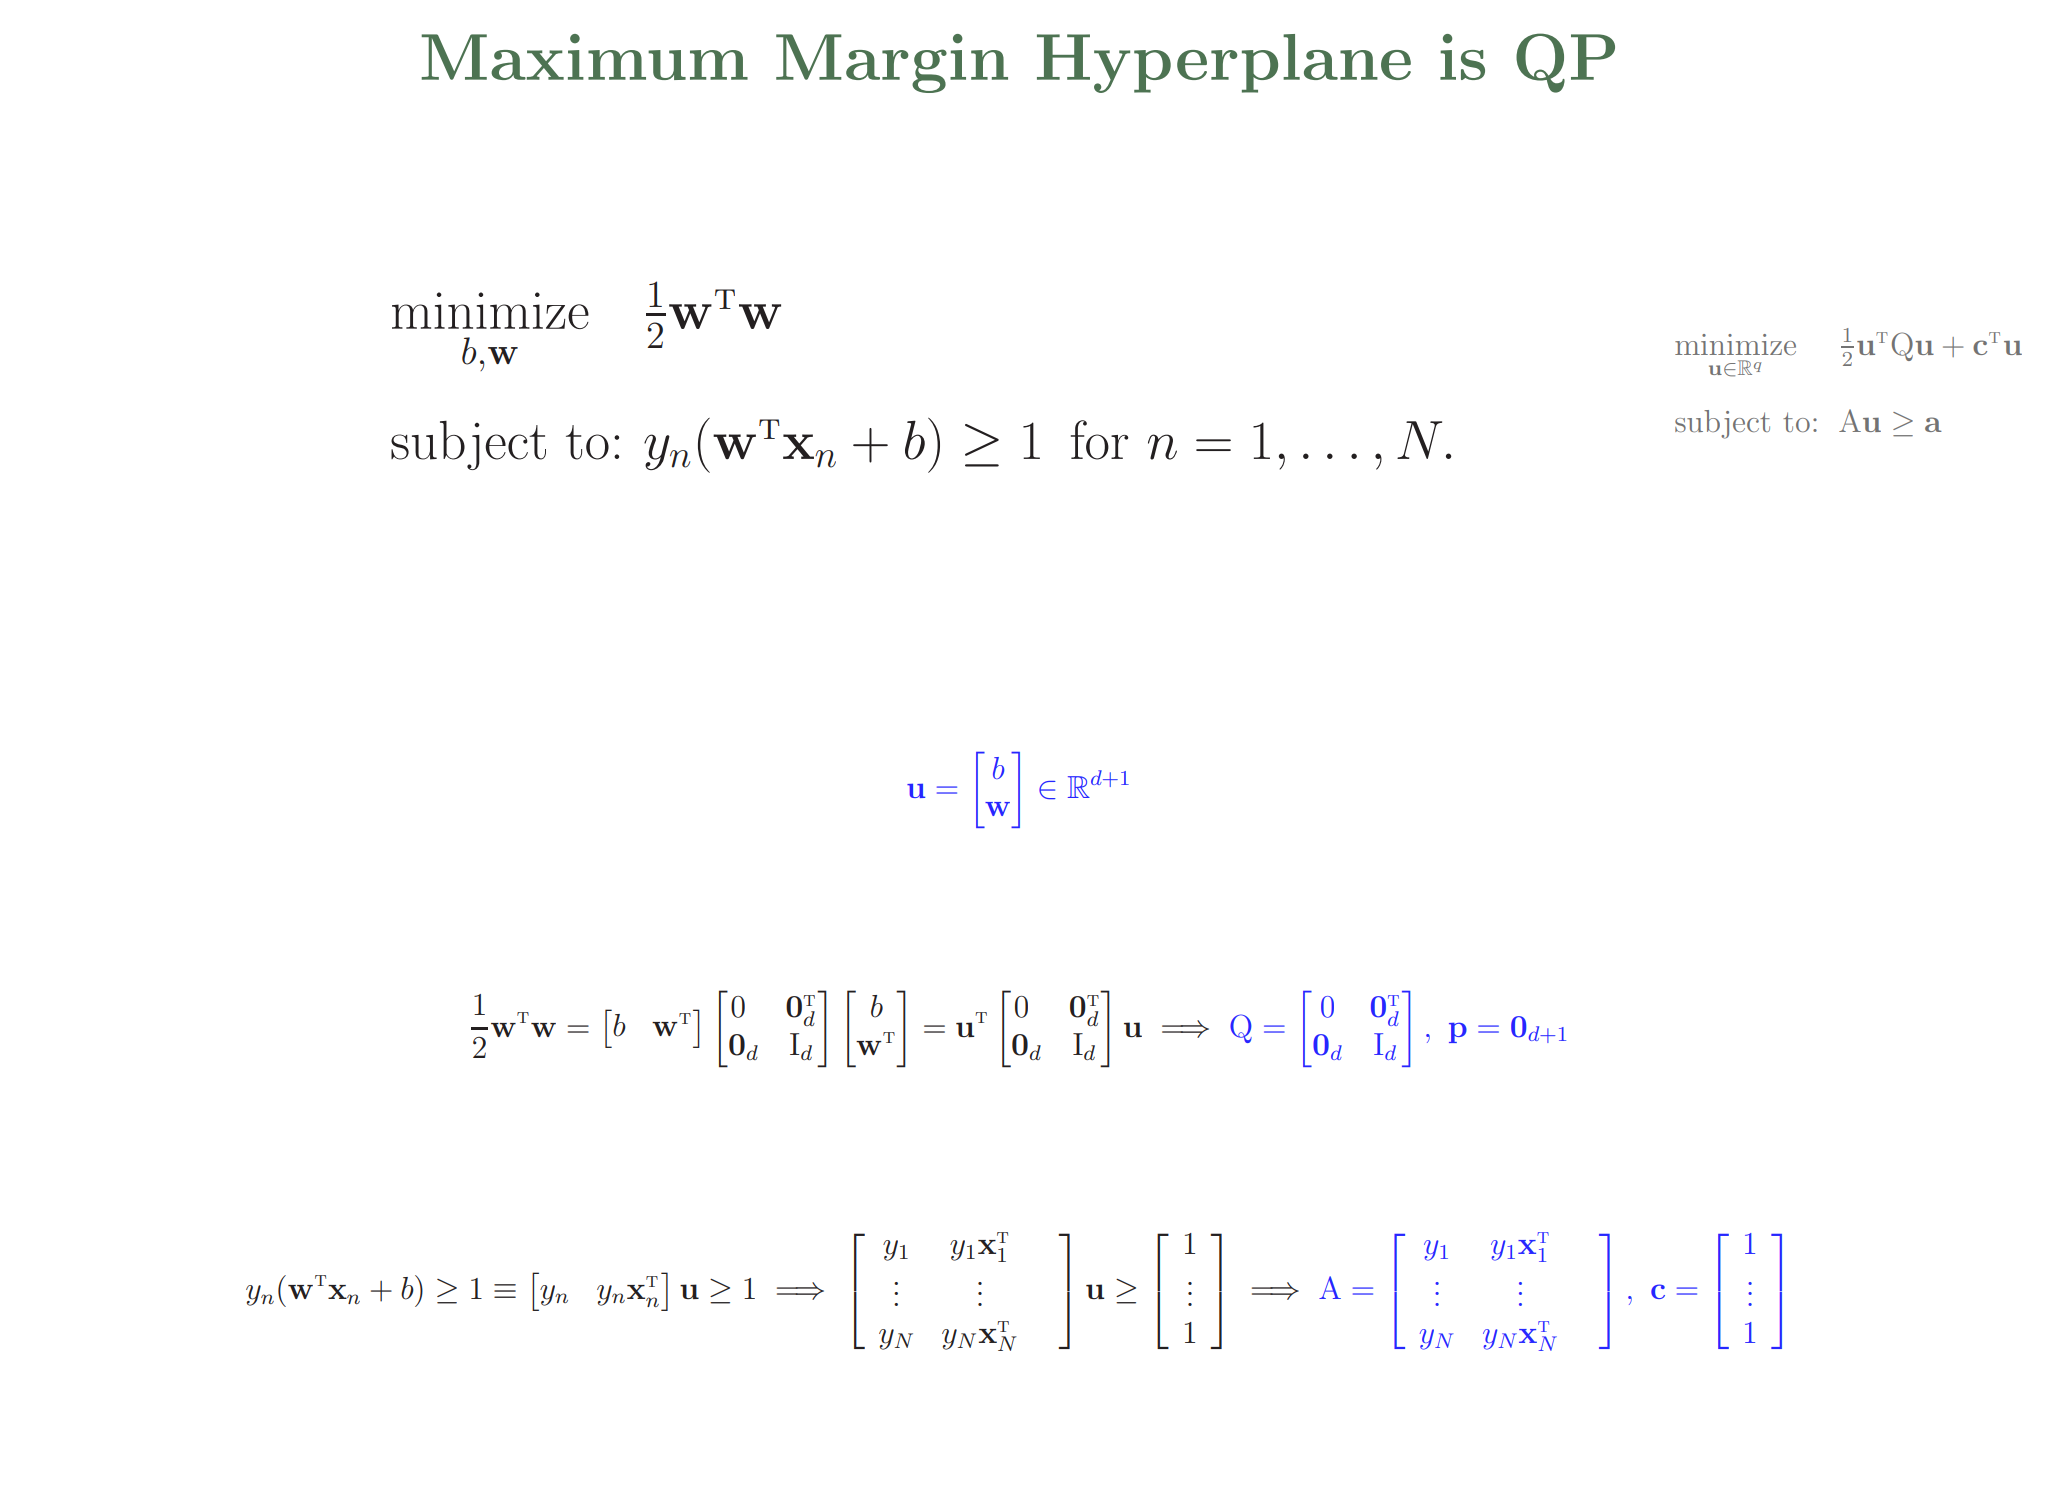 Maximum Margin Hyperplane is QP
minimize_{b,𝐰} ½𝐰ᵀ𝐰
subject to: yₙ(𝐰ᵀ𝐱ₙ + b) ≥ 1 for n = 1, . . . , N.
minimize_{𝐮∈ℝ^q} ½𝐮ᵀQ𝐮 + 𝐜ᵀ𝐮
subject to: A𝐮 ≥ 𝐚
𝐮 = [b; 𝐰] ∈ ℝ^{d+1}
½𝐰ᵀ𝐰 = [b 𝐰ᵀ] [0 𝟎_dᵀ; 𝟎_d I_d] [b; 𝐰ᵀ] = 𝐮ᵀ [0 𝟎_dᵀ; 𝟎_d I_d] 𝐮 ⟹ Q = [0 𝟎_dᵀ; 𝟎_d I_d], 𝐩 = 𝟎_{d+1}
yₙ(𝐰ᵀ𝐱ₙ + b) ≥ 1 ≡ [yₙ yₙ𝐱ₙᵀ] 𝐮 ≥ 1 ⟹ [y₁ y₁𝐱₁ᵀ; ⋮ ⋮; y_N y_N𝐱_Nᵀ] 𝐮 ≥ [1; ⋮; 1] ⟹ A = [y₁ y₁𝐱₁ᵀ; ⋮ ⋮; y_N y_N𝐱_Nᵀ], 𝐜 = [1; ⋮; 1]